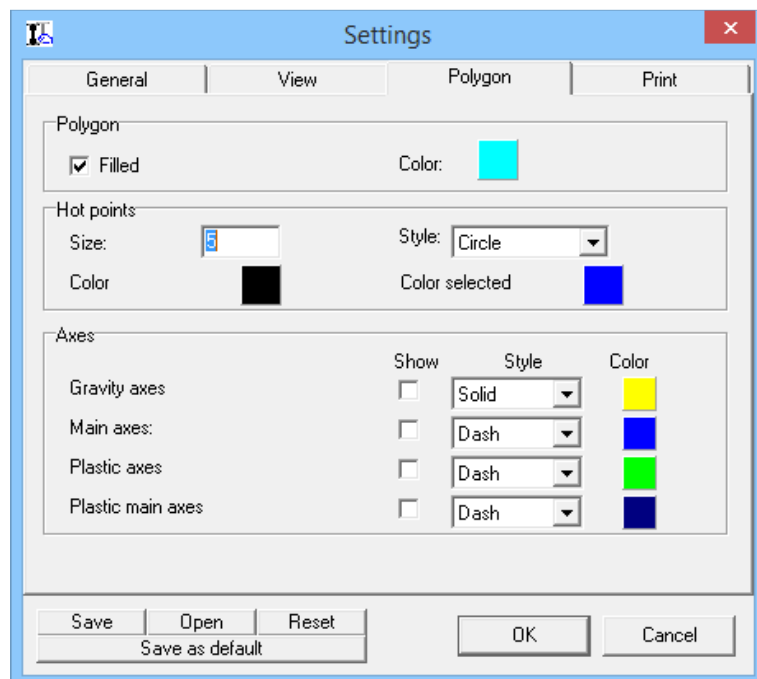 Settings
General View Polygon Print
Polygon
Filled Color:
Hot points
Size: 5 Style: Circle
Color Color selected
Axes
Show Style Color
Gravity axes Solid
Main axes: Dash
Plastic axes Dash
Plastic main axes Dash
Save Open Reset
Save as default
OK Cancel